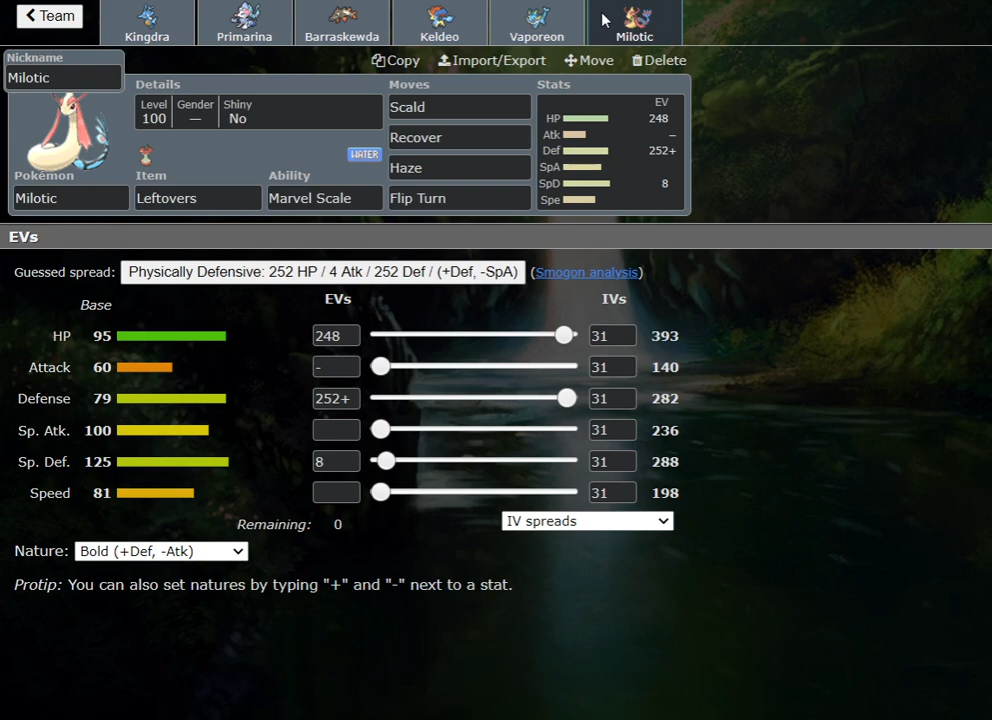 Team
Kingdra
Primarina
Barraskewda
Keldeo
Vaporeon
Milotic
Copy
Import/Export
Move
Delete
Nickname
Milotic
Details
Level
100
Gender
—
Shiny
No
WATER
Pokémon
Milotic
Item
Leftovers
Ability
Marvel Scale
Moves
Scald
Recover
Haze
Flip Turn
Stats
EV
HP 248
Atk –
Def 252+
SpA
SpD 8
Spe
EVs
Guessed spread: Physically Defensive: 252 HP / 4 Atk / 252 Def / (+Def, -SpA) (Smogon analysis)
Base EVs IVs
HP 95 248 31 393
Attack 60 - 31 140
Defense 79 252+ 31 282
Sp. Atk. 100 31 236
Sp. Def. 125 8 31 288
Speed 81 31 198
Remaining: 0 IV spreads
Nature: Bold (+Def, -Atk)
Protip: You can also set natures by typing "+" and "-" next to a stat.